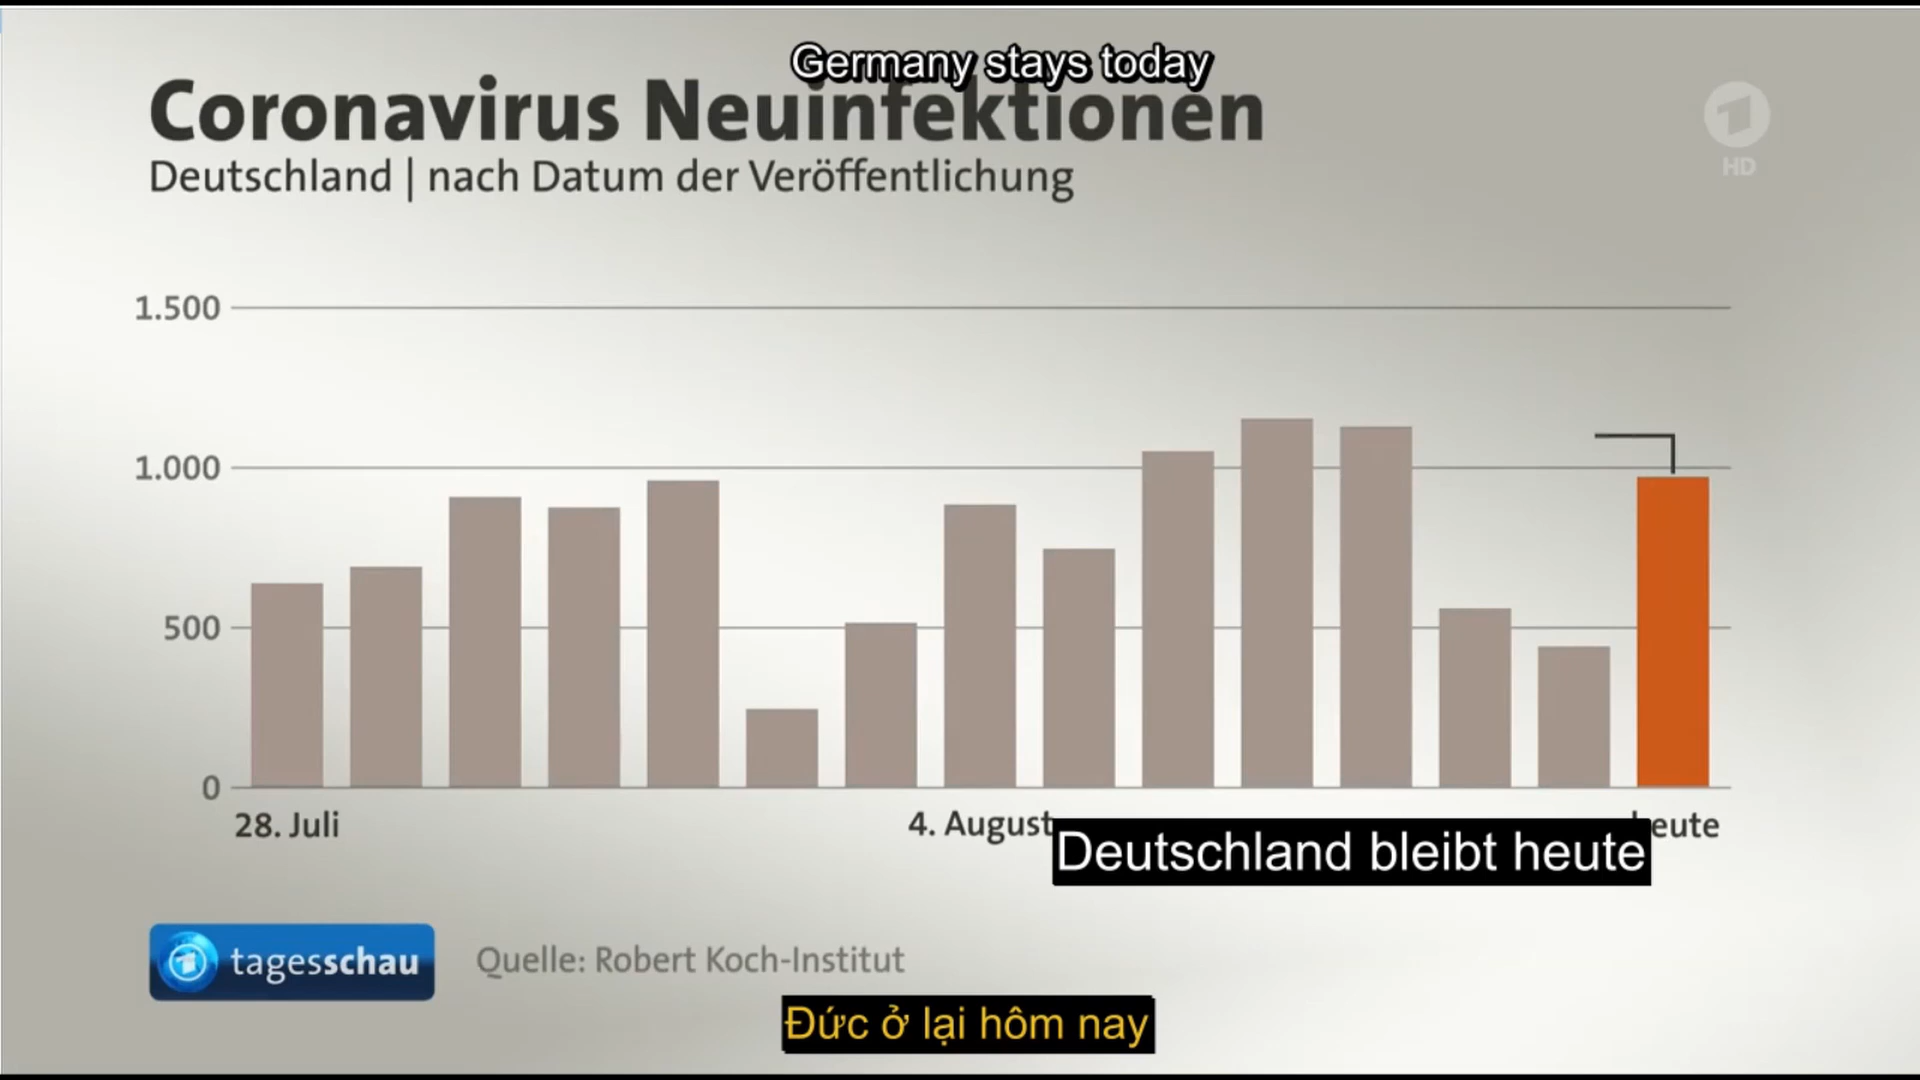 Germany stays today
Coronavirus Neuinfektionen
Deutschland | nach Datum der Veröffentlichung
HD
1.500
1.000
500
0
28. Juli
4. August
heute
Deutschland bleibt heute
tagesschau
Quelle: Robert Koch-Institut
Đức ở lại hôm nay